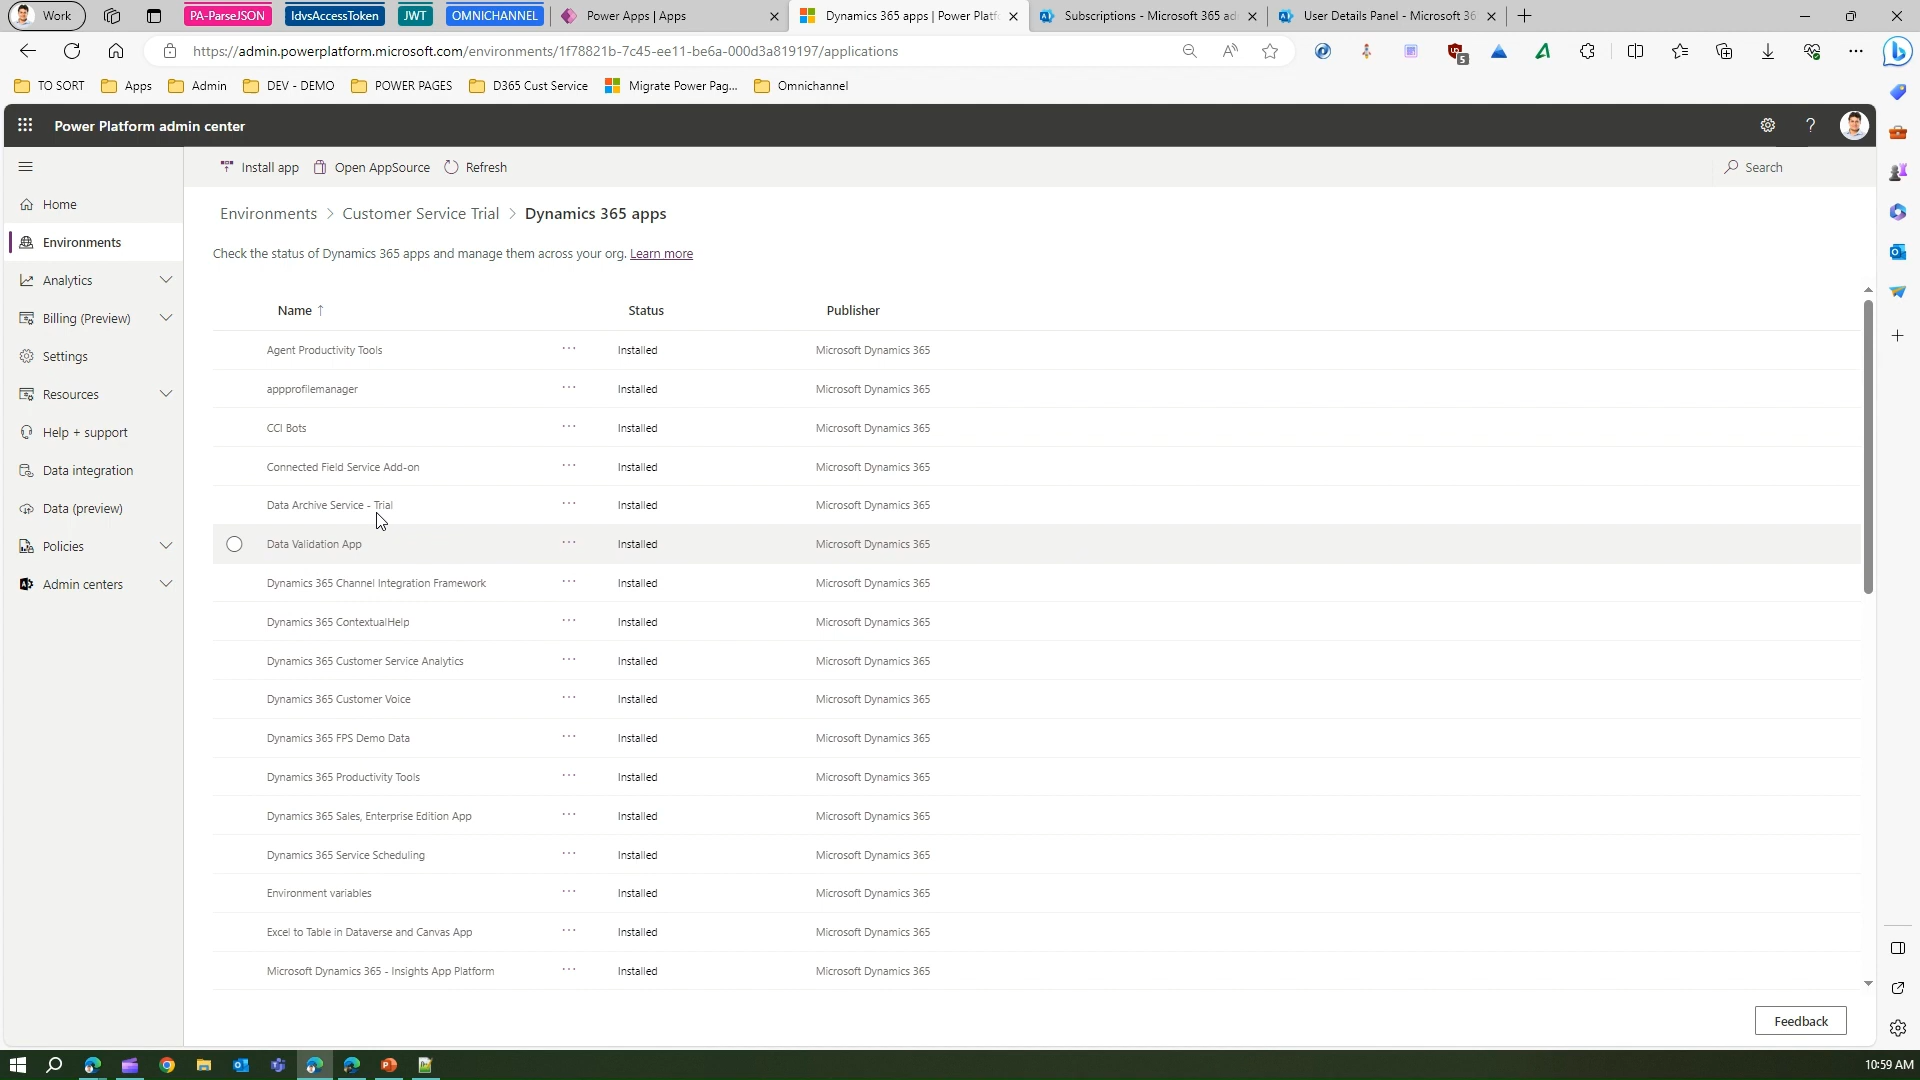 Work
PA-ParseJSON
IdvsAccessToken
JWT
OMNICHANNEL
Power Apps | Apps
Dynamics 365 apps | Power Platf
Subscriptions - Microsoft 365 ad
User Details Panel - Microsoft 36
https://admin.powerplatform.microsoft.com/environments/1f78821b-7c45-ee11-be6a-000d3a819197/applications
5
TO SORT
Apps
Admin
DEV - DEMO
POWER PAGES
D365 Cust Service
Migrate Power Pag...
Omnichannel
Power Platform admin center
Install app
Open AppSource
Refresh
Search
Home
Environments
Analytics
Billing (Preview)
Settings
Resources
Help + support
Data integration
Data (preview)
Policies
Admin centers
Environments > Customer Service Trial > Dynamics 365 apps
Check the status of Dynamics 365 apps and manage them across your org. Learn more
Name ↑ Status Publisher
Agent Productivity Tools ... Installed Microsoft Dynamics 365
appprofilemanager ... Installed Microsoft Dynamics 365
CCI Bots ... Installed Microsoft Dynamics 365
Connected Field Service Add-on ... Installed Microsoft Dynamics 365
Data Archive Service - Trial ... Installed Microsoft Dynamics 365
Data Validation App ... Installed Microsoft Dynamics 365
Dynamics 365 Channel Integration Framework ... Installed Microsoft Dynamics 365
Dynamics 365 ContextualHelp ... Installed Microsoft Dynamics 365
Dynamics 365 Customer Service Analytics ... Installed Microsoft Dynamics 365
Dynamics 365 Customer Voice ... Installed Microsoft Dynamics 365
Dynamics 365 FPS Demo Data ... Installed Microsoft Dynamics 365
Dynamics 365 Productivity Tools ... Installed Microsoft Dynamics 365
Dynamics 365 Sales, Enterprise Edition App ... Installed Microsoft Dynamics 365
Dynamics 365 Service Scheduling ... Installed Microsoft Dynamics 365
Environment variables ... Installed Microsoft Dynamics 365
Excel to Table in Dataverse and Canvas App ... Installed Microsoft Dynamics 365
Microsoft Dynamics 365 - Insights App Platform ... Installed Microsoft Dynamics 365
Feedback
10:59 AM